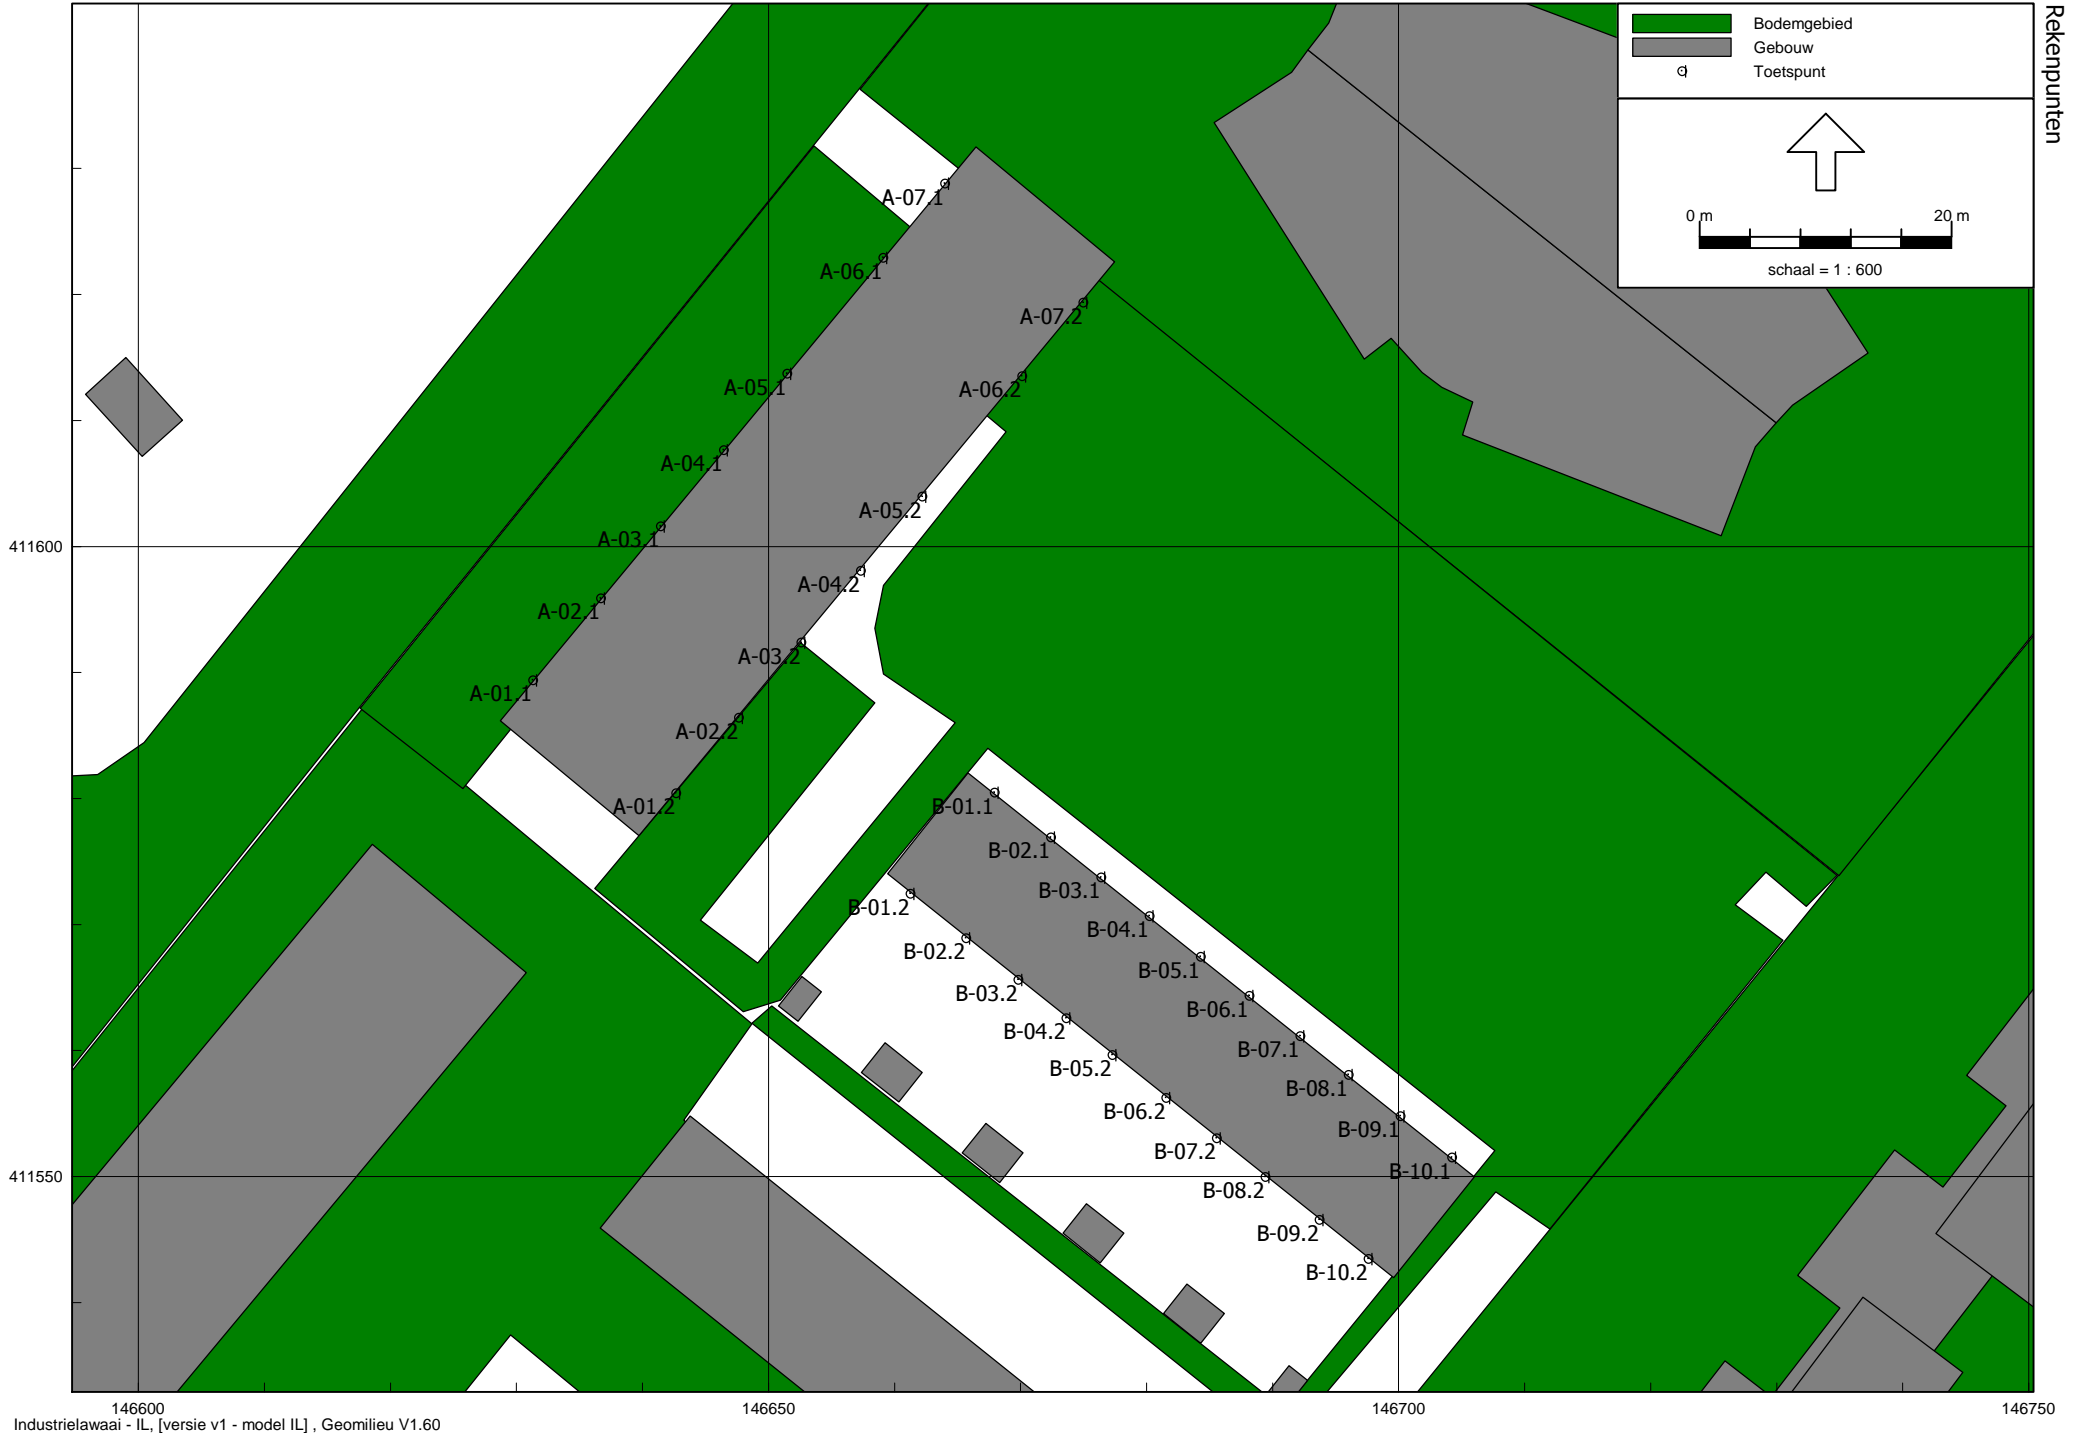 Rekenpunten
Bodemgebied
Gebouw
Toetspunt
0 m 20 m
schaal = 1 : 600
A-07.1
A-06.1
A-07.2
A-05.1
A-06.2
A-04.1
A-05.2
A-03.1
411600
A-04.2
A-02.1
A-03.2
A-01.1
A-02.2
A-01.2
B-01.1
B-02.1
B-03.1
B-01.2
B-04.1
B-02.2
B-05.1
B-03.2
B-06.1
B-04.2
B-07.1
B-05.2
B-08.1
B-06.2
B-09.1
B-07.2
B-10.1
411550
B-08.2
B-09.2
B-10.2
146600 146650 146700 146750
Industrielawaai - IL, [versie v1 - model IL] , Geomilieu V1.60